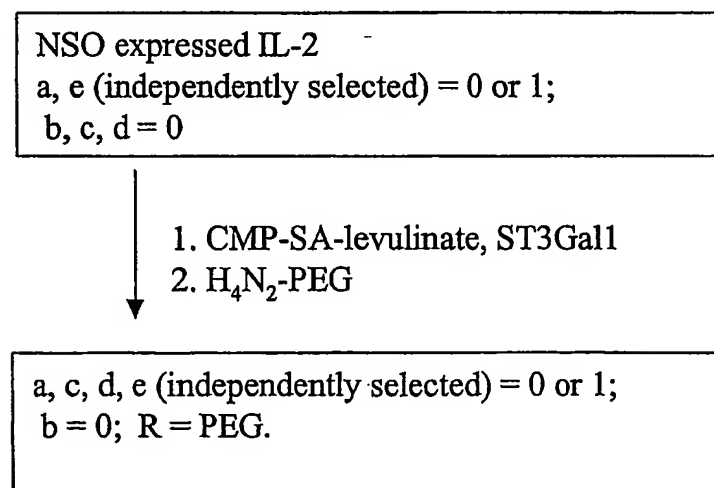 NSO expressed IL-2
a, e (independently selected) = 0 or 1;
b, c, d = 0
1. CMP-SA-levulinate, ST3Gal1
2. H₄N₂-PEG
a, c, d, e (independently selected) = 0 or 1;
b = 0; R = PEG.